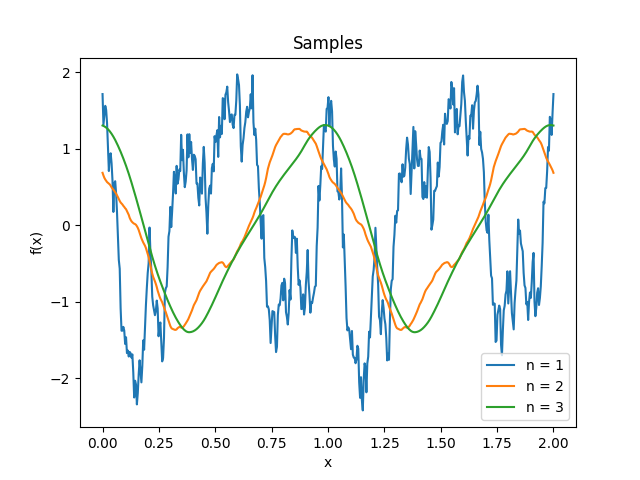 Samples
f(x)
2
1
0
−1
−2
0.00 0.25 0.50 0.75 1.00 1.25 1.50 1.75 2.00
x
n = 1
n = 2
n = 3